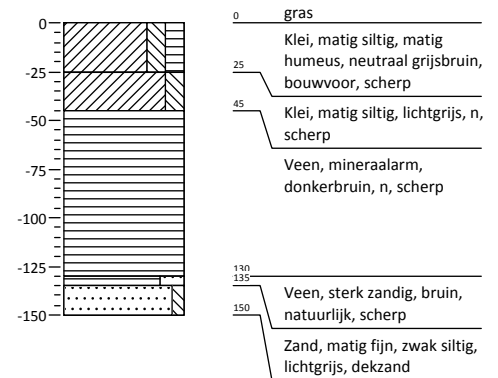 0
-25
-50
-75
-100
-125
-150
0
gras
Klei, matig siltig, matig
humeus, neutraal grijsbruin,
bouwvoor, scherp
25
Klei, matig siltig, lichtgrijs, n,
scherp
45
Veen, mineraalarm,
donkerbruin, n, scherp
130
135
Veen, sterk zandig, bruin,
natuurlijk, scherp
150
Zand, matig fijn, zwak siltig,
lichtgrijs, dekzand